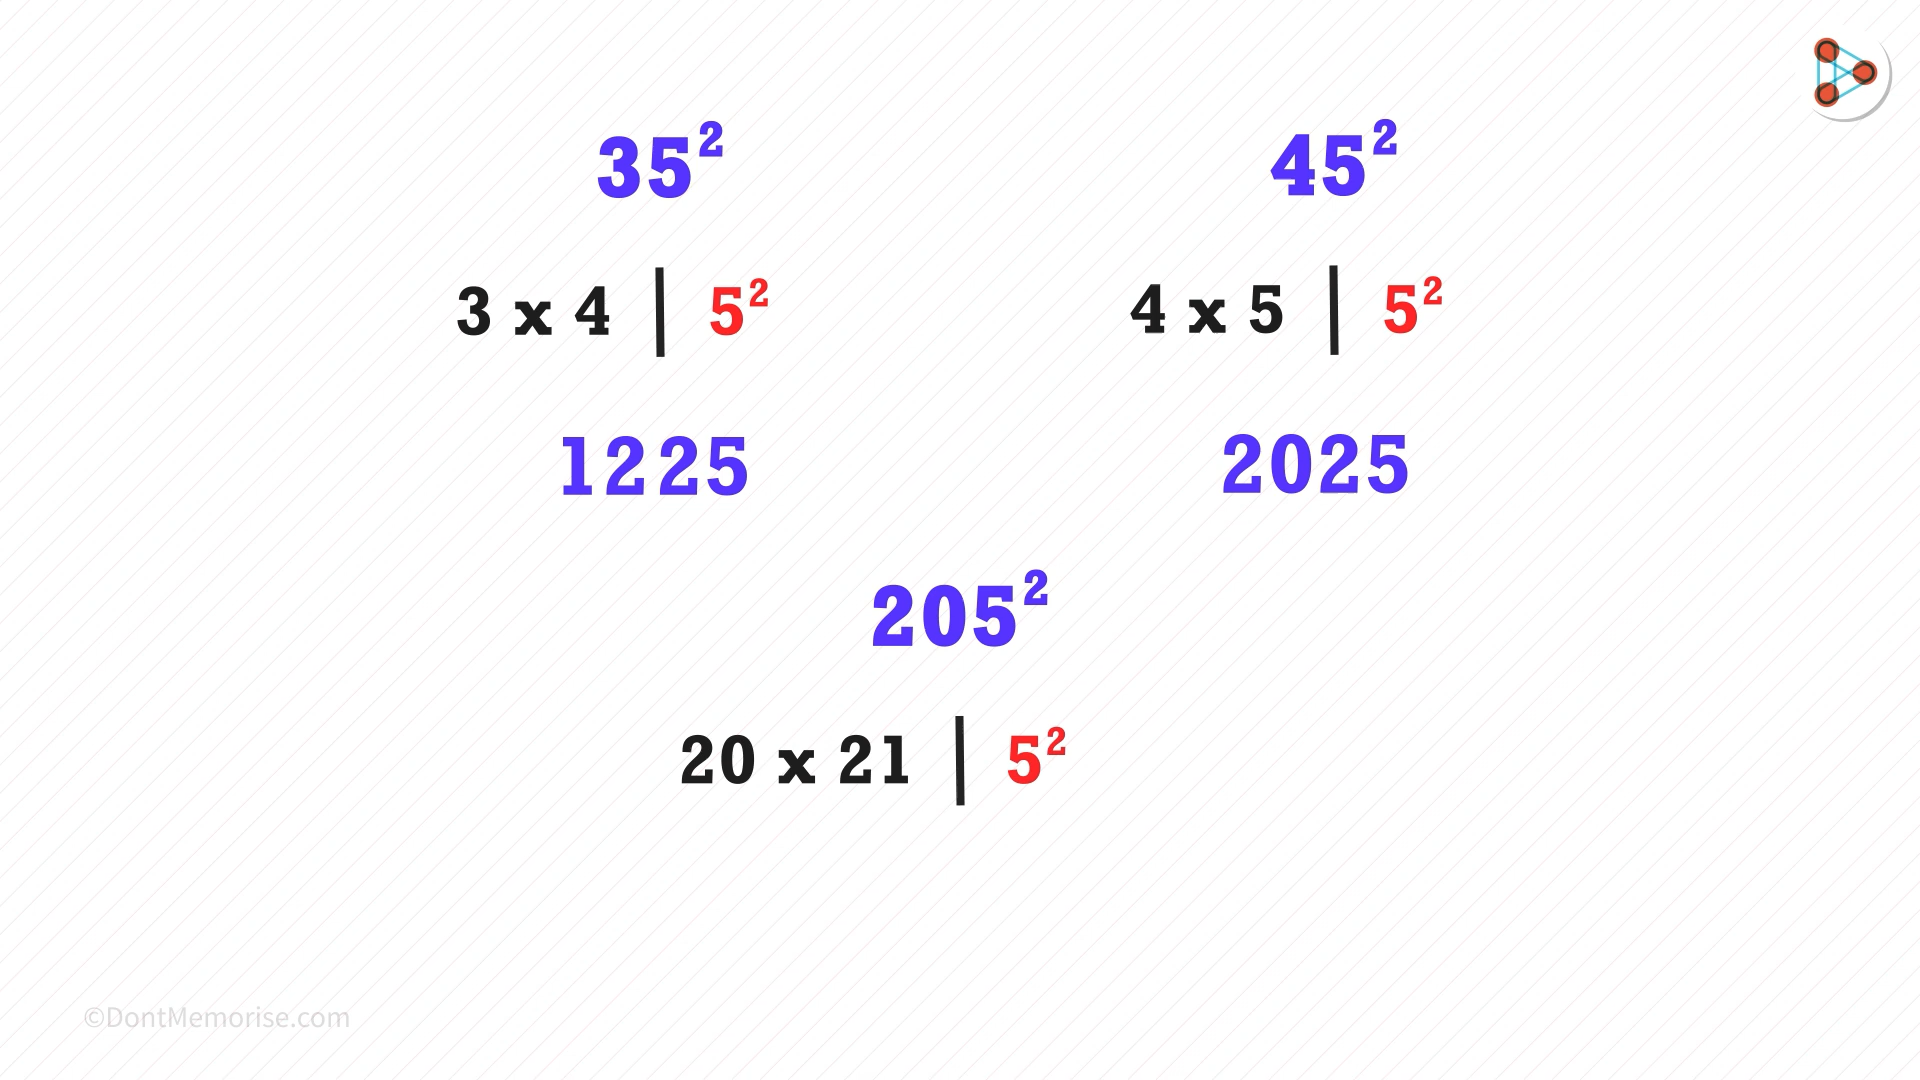 35²
45²
3 x 4 | 5²
4 x 5 | 5²
1225
2025
205²
20 x 21 | 5²
©DontMemorise.com